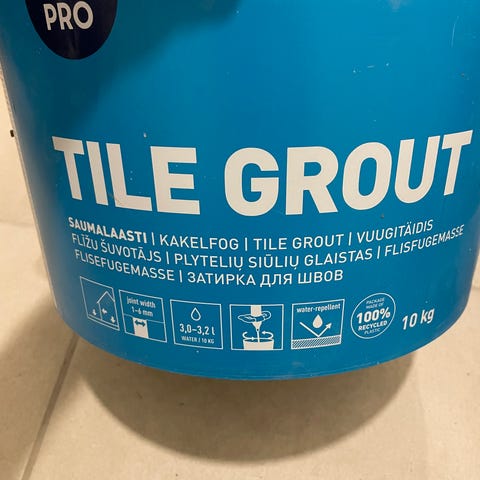 PRO
TILE GROUT
SAUMALAASTI | KAKELFOG | TILE GROUT | VUUGITÄIDIS
FLĪŽU ŠUVOTĀJS | PLYTELIŲ SIŪLIŲ GLAISTAS | FLISFUGEMASSE
FLISEFUGEMASSE | ЗАТИРКА ДЛЯ ШВОВ
joint width
1–6 mm
3,0–3,2 l
WATER / 10 KG
water-repellent
PACKAGE
MADE OF
100%
RECYCLED
PLASTIC
10 kg